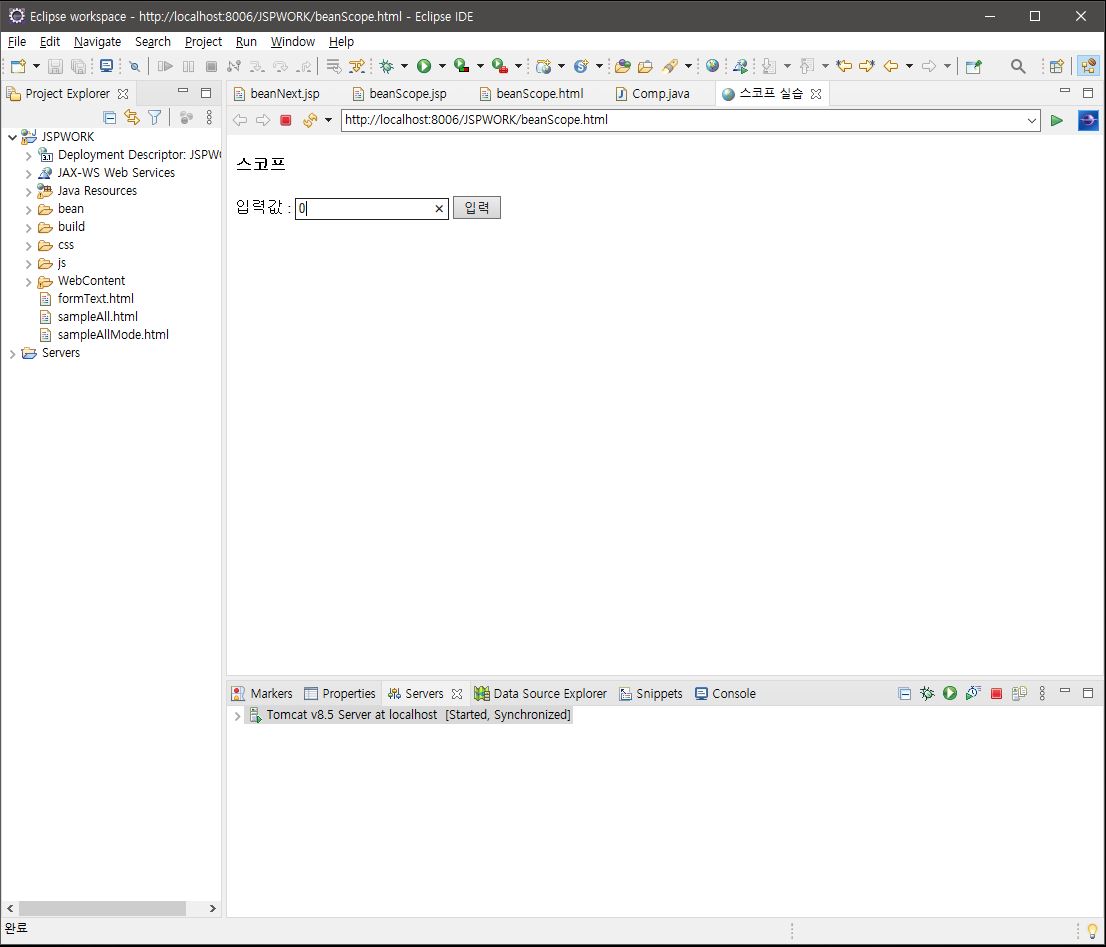 Eclipse workspace - http://localhost:8006/JSPWORK/beanScope.html - Eclipse IDE
File Edit Navigate Search Project Run Window Help
Project Explorer
JSPWORK
Deployment Descriptor: JSPW
JAX-WS Web Services
Java Resources
bean
build
css
js
WebContent
formText.html
sampleAll.html
sampleAllMode.html
Servers
beanNext.jsp beanScope.jsp beanScope.html Comp.java 스코프 실습
http://localhost:8006/JSPWORK/beanScope.html
스코프
입력값 : 0 입력
Markers Properties Servers Data Source Explorer Snippets Console
Tomcat v8.5 Server at localhost [Started, Synchronized]
완료